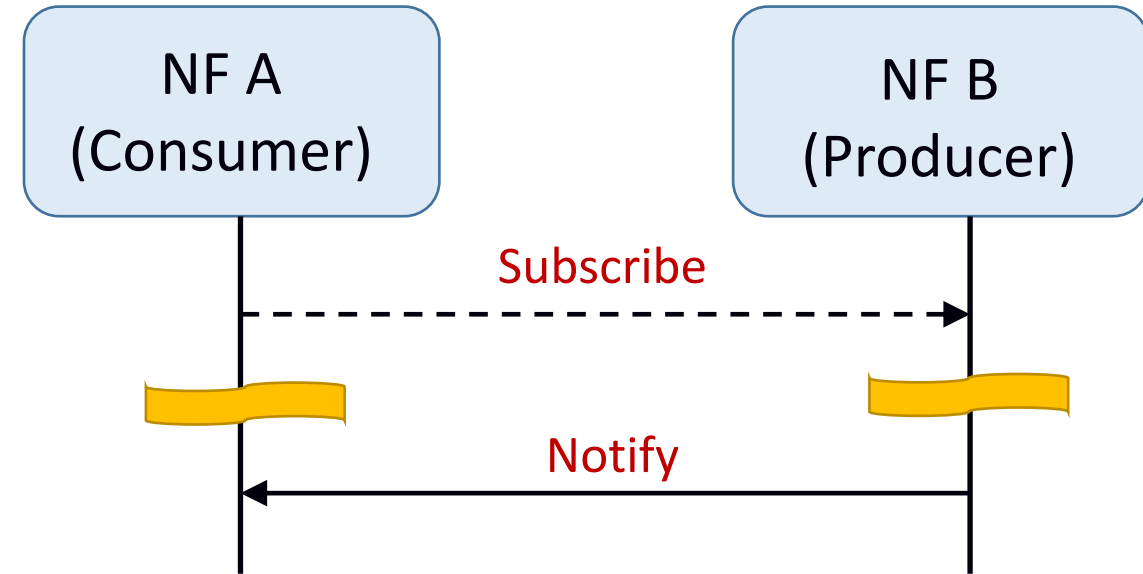 NF A
(Consumer)
NF B
(Producer)
Subscribe
Notify